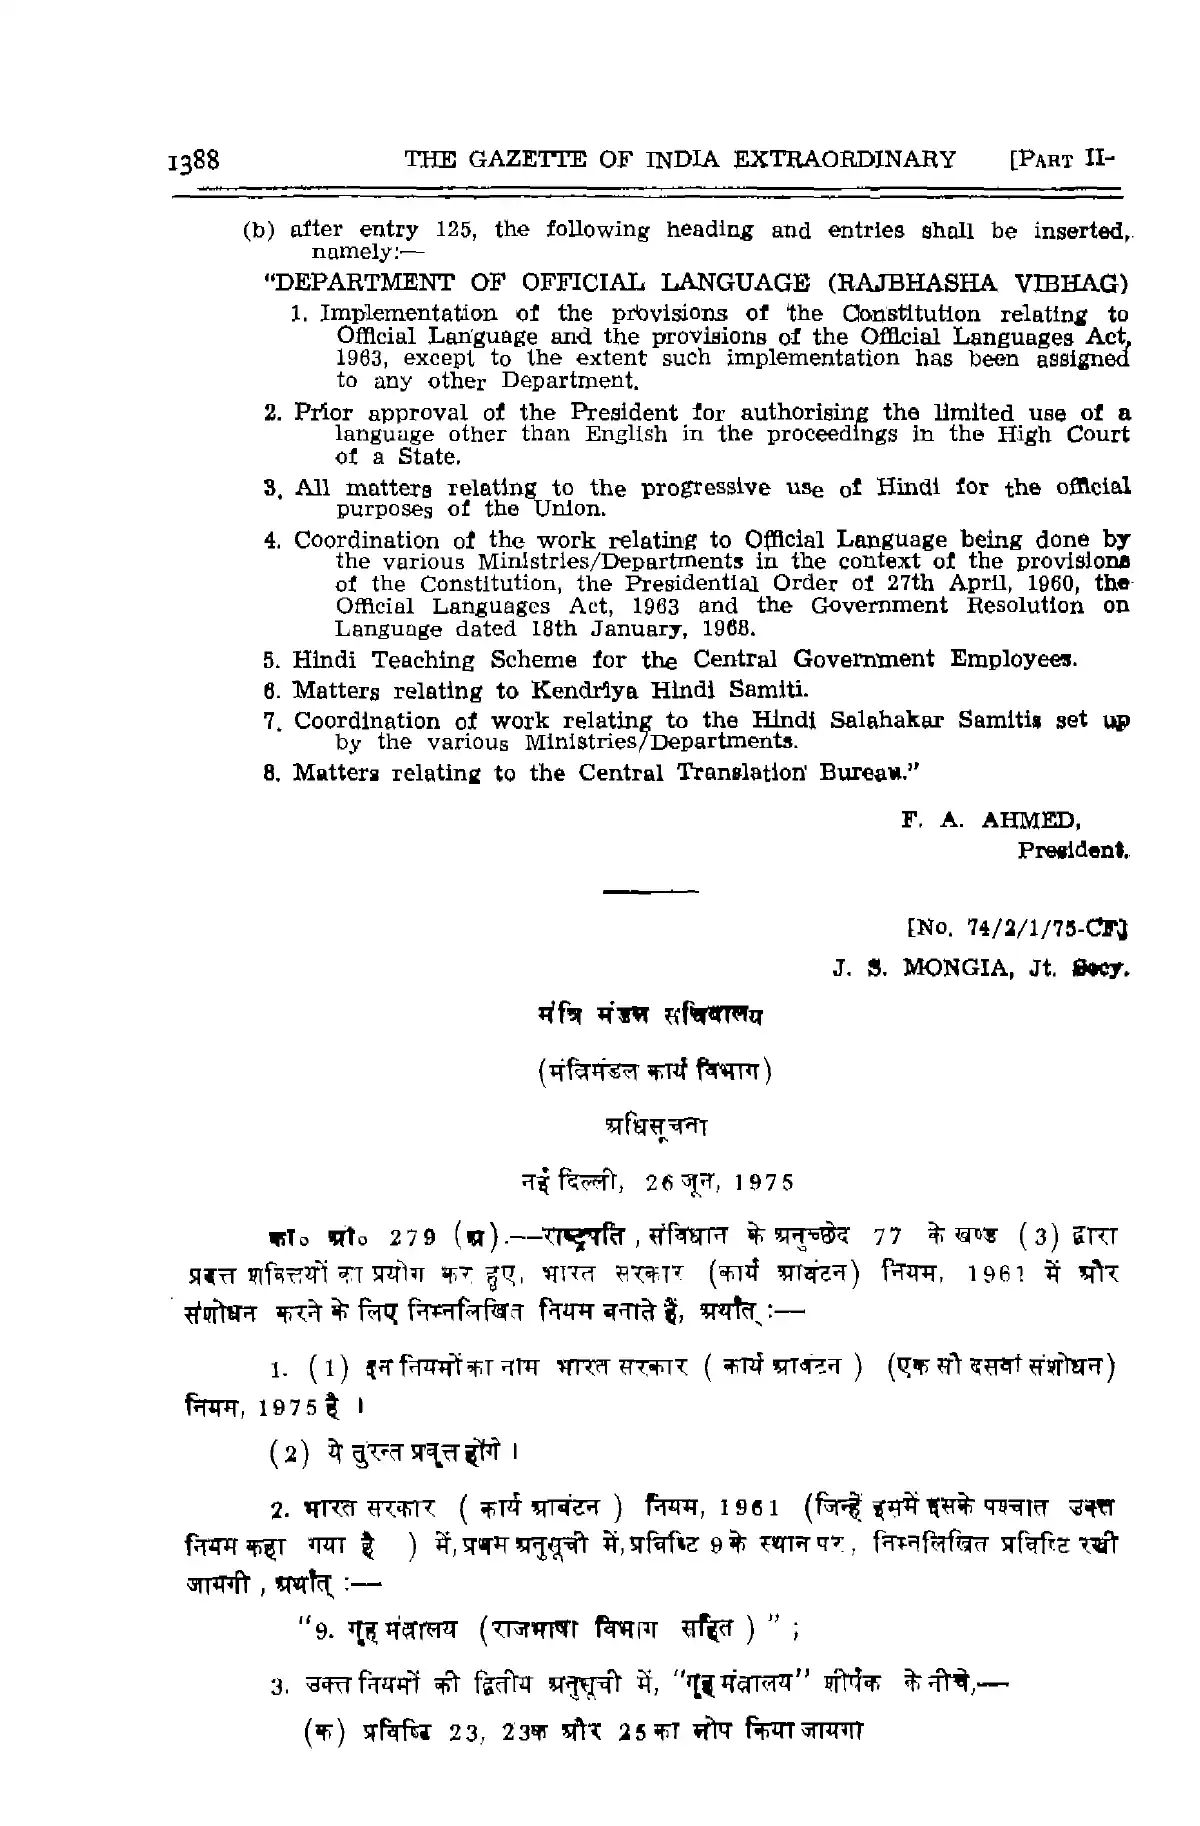 1388 THE GAZETTE OF INDIA EXTRAORDINARY [PART II-
(b) after entry 125, the following heading and entries shall be inserted,
namely:—
"DEPARTMENT OF OFFICIAL LANGUAGE (RAJBHASHA VIBHAG)
1. Implementation of the provisions of the Constitution relating to
Official Language and the provisions of the Official Languages Act,
1963, except to the extent such implementation has been assigned
to any other Department.
2. Prior approval of the President for authorising the limited use of a
language other than English in the proceedings in the High Court
of a State.
3. All matters relating to the progressive use of Hindi for the official
purposes of the Union.
4. Coordination of the work relating to Official Language being done by
the various Ministries/Departments in the context of the provisions
of the Constitution, the Presidential Order of 27th April, 1960, the
Official Languages Act, 1963 and the Government Resolution on
Language dated 18th January, 1968.
5. Hindi Teaching Scheme for the Central Government Employees.
6. Matters relating to Kendriya Hindi Samiti.
7. Coordination of work relating to the Hindi Salahakar Samitis set up
by the various Ministries/Departments.
8. Matters relating to the Central Translation Bureau."
F. A. AHMED,
President.
[No. 74/2/1/75-CF]
J. S. MONGIA, Jt. Secy.
मंत्रि मंडल सचिवालय
(मंत्रिमंडल कार्य विभाग)
अधिसूचना
नई दिल्ली, 26 जून, 1975
का० आ० 279 (अ).--राष्ट्रपति, संविधान के अनुच्छेद 77 के खण्ड (3) द्वारा
प्रदत्त शक्तियों का प्रयोग कर हुए, भारत सरकार (कार्य आबंटन) नियम, 1961 में और
संशोधन करने के लिए निम्नलिखित नियम बनाते हैं, अर्थात् :—
1. (1) इन नियमों का नाम भारत सरकार ( कार्य आबंटन ) (एक सौ दसवां संशोधन)
नियम, 1975 है ।
(2) ये तुरन्त प्रवृत्त होंगे ।
2. भारत सरकार ( कार्य आबंटन ) नियम, 1961 (जिन्हें इसमें इसके पश्चात उक्त
नियम कहा गया है ) में, प्रथम अनुसूची में, प्रविष्टि 9 के स्थान पर, निम्नलिखित प्रविष्टि रखी
जायगी , अर्थात् :—
"9. गृह मंत्रालय (राजभाषा विभाग सहित ) " ;
3. उक्त नियमों की द्वितीय अनुसूची में, "गृह मंत्रालय" शीर्षक के नीचे,—
(क) प्रविष्टि 23, 23क और 25 का लोप किया जायगा